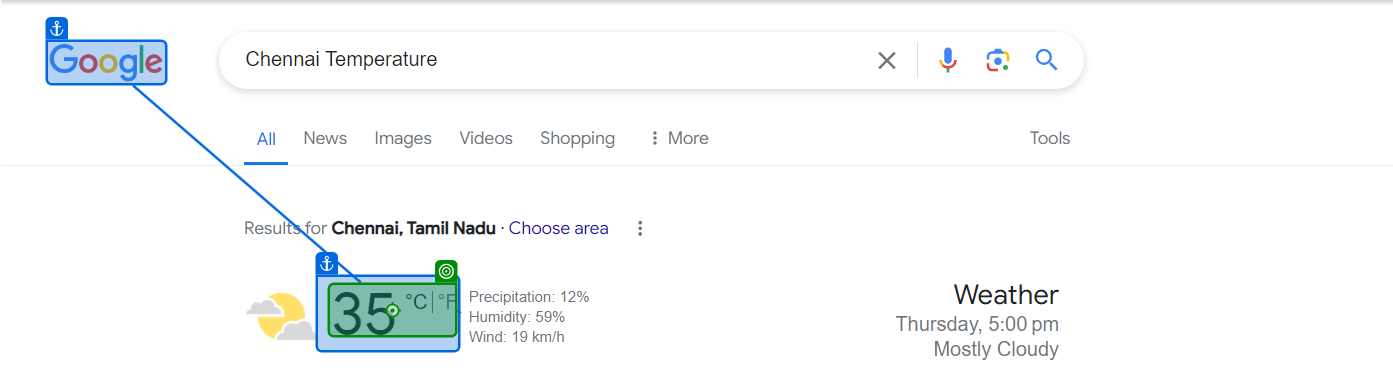 Google
Chennai Temperature
All News Images Videos Shopping More Tools
Results for Chennai, Tamil Nadu · Choose area
35 °C | °F
Precipitation: 12%
Humidity: 59%
Wind: 19 km/h
Weather
Thursday, 5:00 pm
Mostly Cloudy